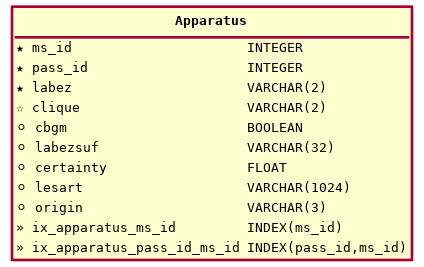 Apparatus
★ ms_id INTEGER
★ pass_id INTEGER
★ labez VARCHAR(2)
☆ clique VARCHAR(2)
○ cbgm BOOLEAN
○ labezsuf VARCHAR(32)
○ certainty FLOAT
○ lesart VARCHAR(1024)
○ origin VARCHAR(3)
» ix_apparatus_ms_id INDEX(ms_id)
» ix_apparatus_pass_id_ms_id INDEX(pass_id,ms_id)